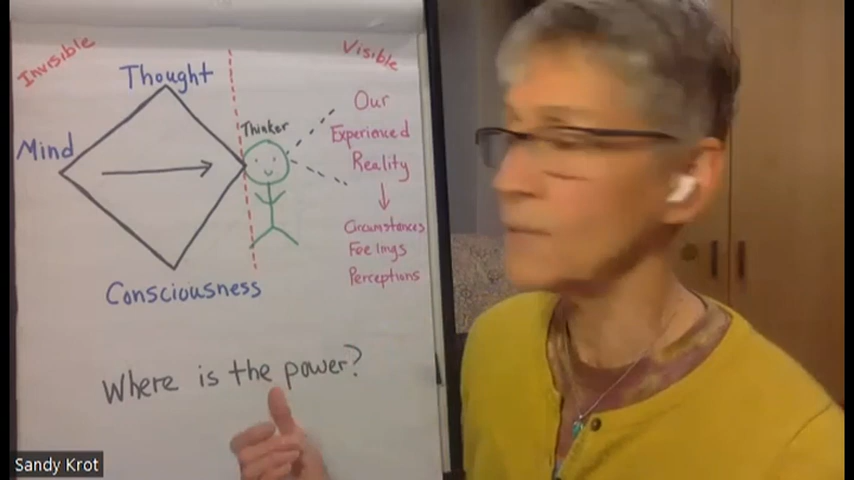 Invisible
Visible
Thought
Mind
Thinker
Our
Experienced
Reality
Circumstances
Feelings
Perceptions
Consciousness
Where is the power?
Sandy Krot